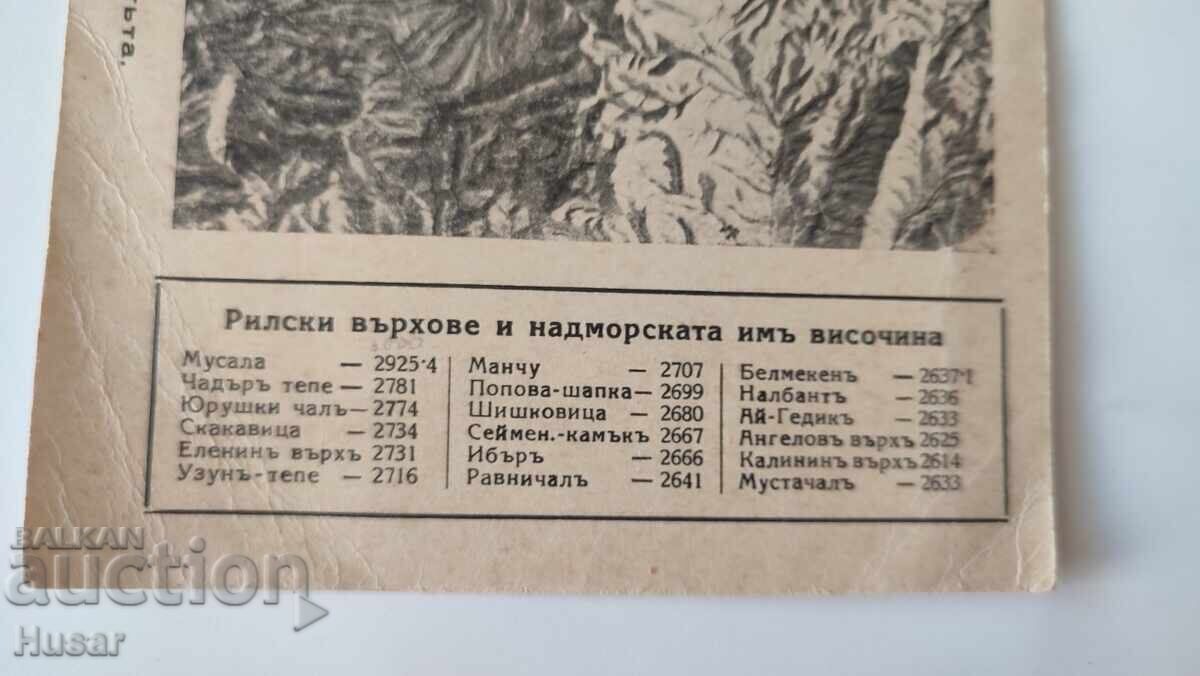 тъта,
Рилски върхове и надморската имъ височина
Мусала — 2925·4
Чадъръ тепе — 2781
Юрушки чалъ — 2774
Скакавица — 2734
Еленинъ върхъ 2731
Узунъ-тепе — 2716
Манчу — 2707
Попова-шапка — 2699
Шишковица — 2680
Сеймен.-камъкъ 2667
Ибъръ — 2666
Равничалъ — 2641
Белмекенъ — 2637·1
Налбантъ — 2636
Ай-Гедикъ — 2633
Ангеловъ върхъ 2625
Калининъ върхъ 2614
Мустачалъ — 2633
BALKAN
auction
Husar